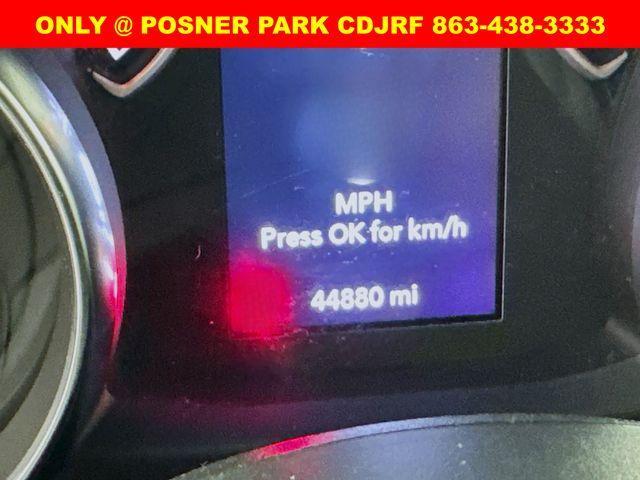 ONLY @ POSNER PARK CDJRF 863-438-3333
MPH
Press OK for km/h
44880 mi